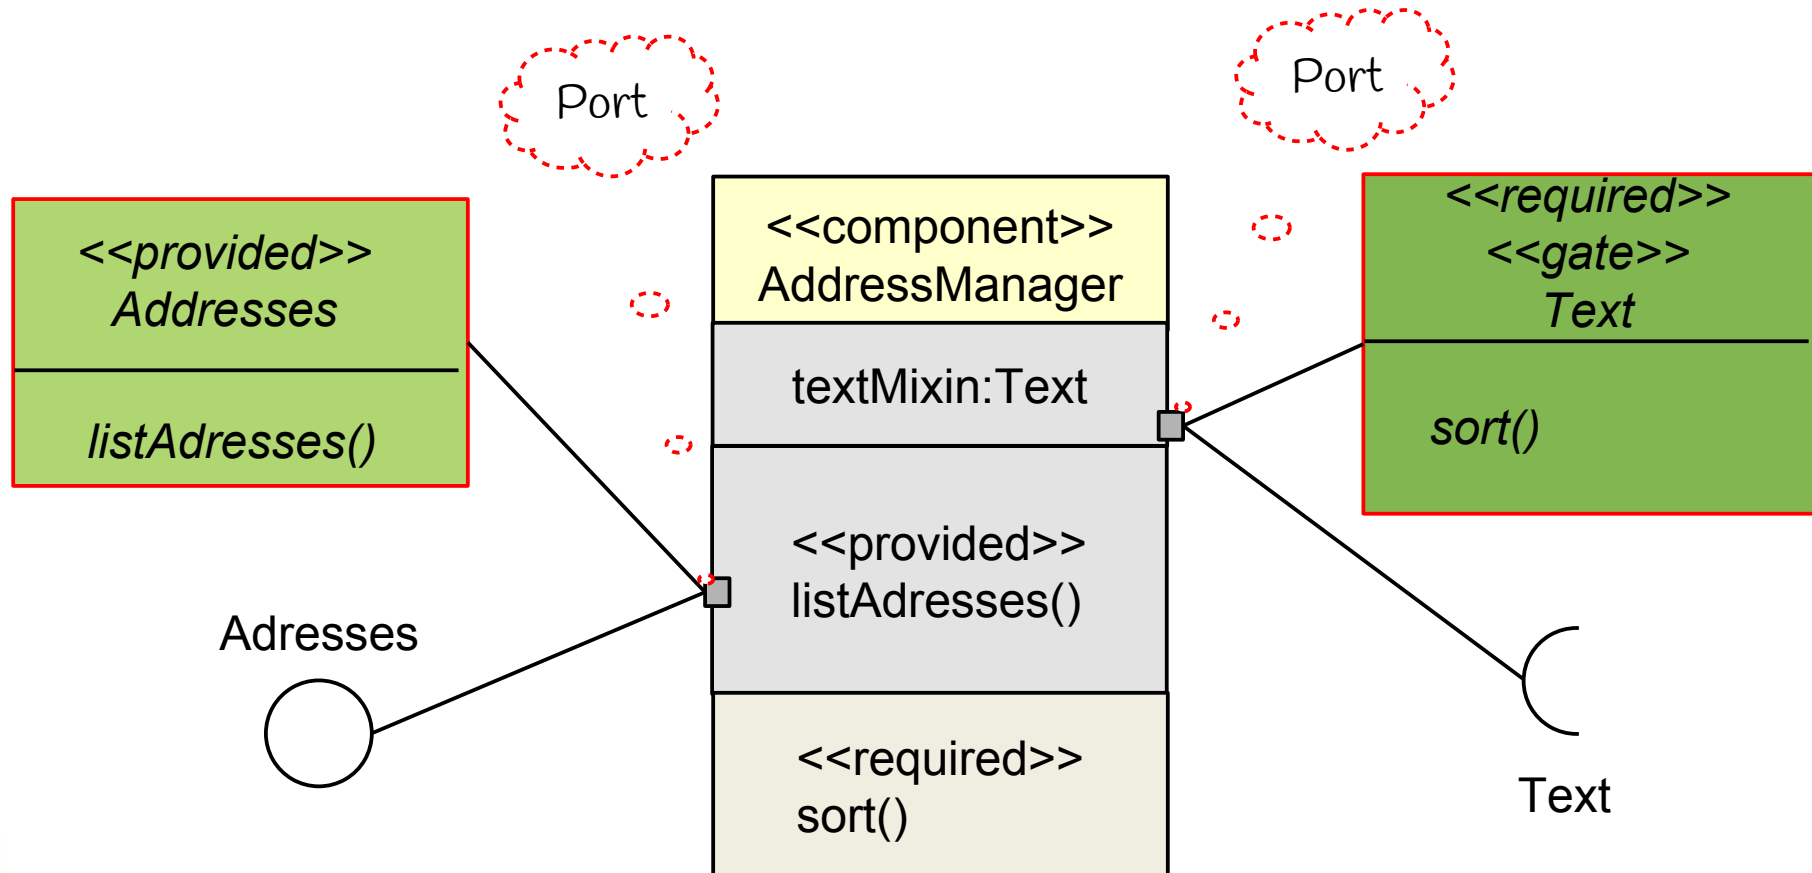 Port
Port
<<provided>>
Addresses
listAdresses()
<<component>>
AddressManager
textMixin:Text
<<provided>>
listAdresses()
<<required>>
sort()
<<required>>
<<gate>>
Text
sort()
Adresses
Text